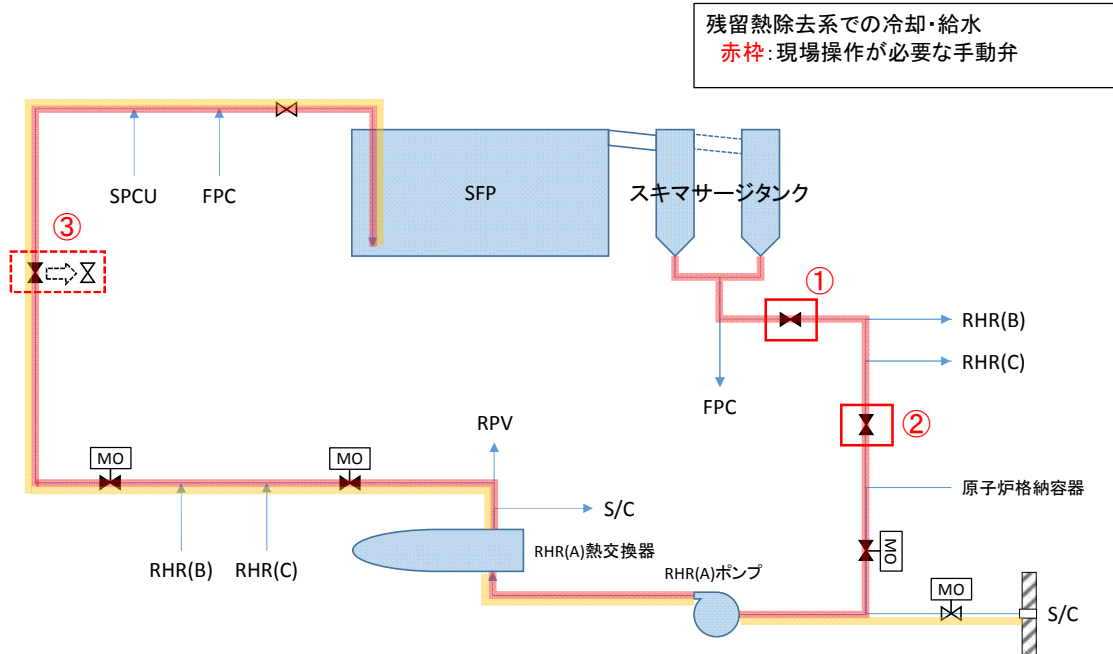 残留熱除去系での冷却・給水
赤枠：現場操作が必要な手動弁
SPCU
FPC
SFP
スキマサージタンク
③
①
RHR(B)
RHR(C)
FPC
②
RPV
MO
MO
S/C
原子炉格納容器
RHR(B)
RHR(C)
RHR(A)熱交換器
RHR(A)ポンプ
MO
MO
S/C